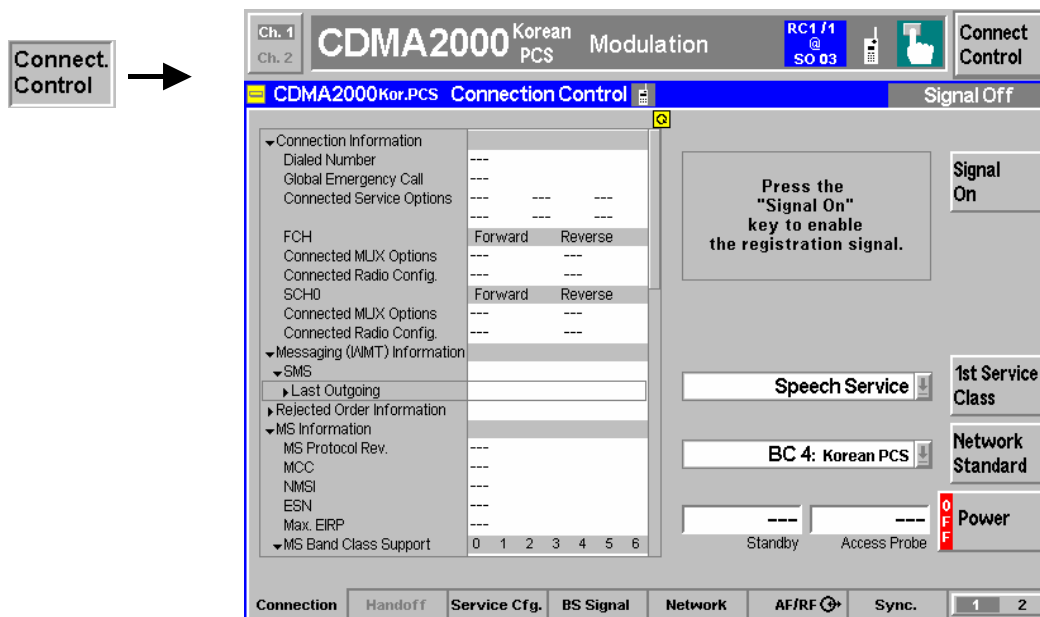 Connect.
Control
Ch. 1
Ch. 2
CDMA2000 Korean PCS Modulation
RC1 /1
@
SO 03
Connect
Control
CDMA2000 Kor.PCS Connection Control
Signal Off
Connection Information
Dialed Number ---
Global Emergency Call ---
Connected Service Options --- --- ---
--- --- ---
FCH Forward Reverse
Connected MUX Options --- ---
Connected Radio Config. --- ---
SCH0 Forward Reverse
Connected MUX Options --- ---
Connected Radio Config. --- ---
Messaging (WMT) Information
SMS
Last Outgoing
Rejected Order Information
MS Information
MS Protocol Rev. ---
MCC ---
NMSI ---
ESN ---
Max. EIRP ---
MS Band Class Support 0 1 2 3 4 5 6
Press the
"Signal On"
key to enable
the registration signal.
Signal
On
Speech Service
1st Service
Class
BC 4: Korean PCS
Network
Standard
--- ---
Standby Access Probe
OFF
Power
Connection Handoff Service Cfg. BS Signal Network AF/RF Sync. 1 2